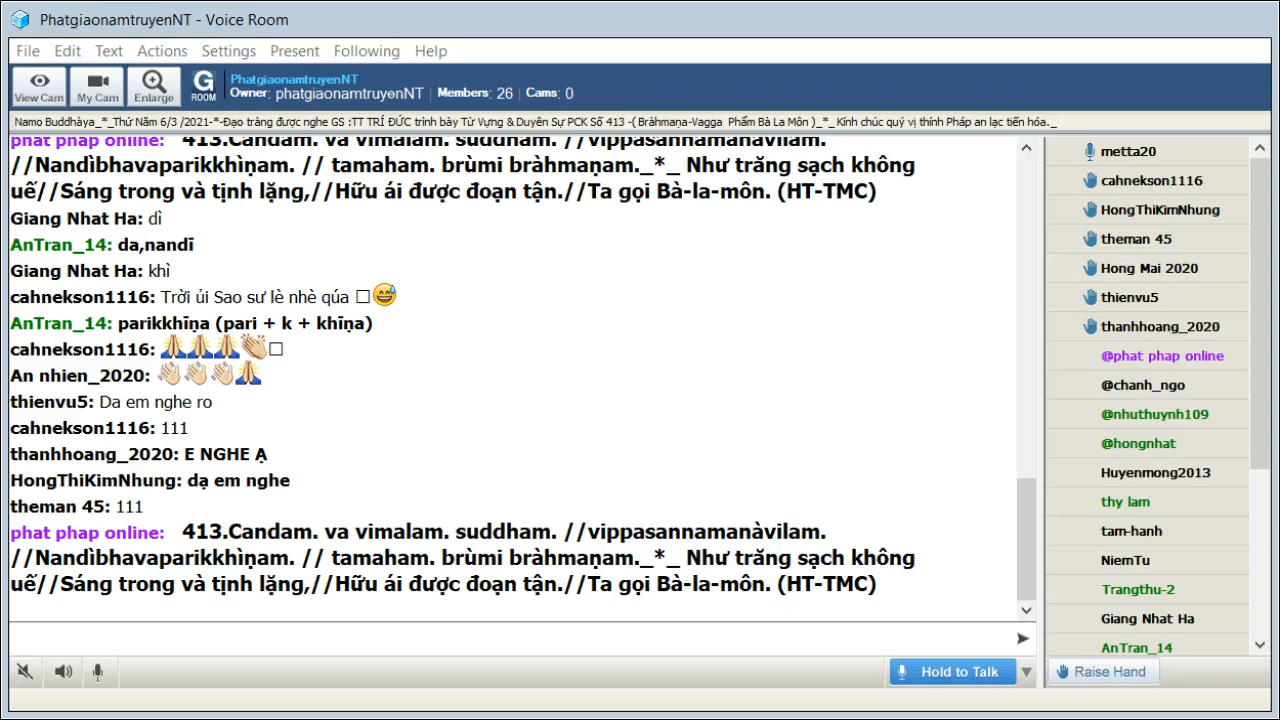 PhatgiaonamtruyenNT - Voice Room
File Edit Text Actions Settings Present Following Help
View Cam My Cam Enlarge G ROOM PhatgiaonamtruyenNT
Owner: phatgiaonamtruyenNT | Members: 26 | Cams: 0
Namo Buddhàya_*_Thứ Năm 6/3 /2021-*-Đạo tràng được nghe GS :TT TRÍ ĐỨC trình bày Từ Vựng & Duyên Sự PCK Số 413 -( Bràhmaṇa-Vagga Phẩm Bà La Môn )_*_ Kính chúc quý vị thính Pháp an lạc tiến hóa._
phat phap online: 413.Candam. va vimalam. suddham. //vippasannamanàvilam.
//Nandìbhavaparikkhìṇam. // tamaham. brùmi bràhmaṇam._*_ Như trăng sạch không
uế//Sáng trong và tịnh lặng,//Hữu ái được đoạn tận.//Ta gọi Bà-la-môn. (HT-TMC)
Giang Nhat Ha: dì
AnTran_14: da,nandī
Giang Nhat Ha: khì
cahnekson1116: Trời ủi Sao sư lè nhè qúa
AnTran_14: parikkhīṇa (pari + k + khīṇa)
cahnekson1116:
An nhien_2020:
thienvu5: Da em nghe ro
cahnekson1116: 111
thanhhoang_2020: E NGHE Ạ
HongThiKimNhung: dạ em nghe
theman 45: 111
phat phap online: 413.Candam. va vimalam. suddham. //vippasannamanàvilam.
//Nandìbhavaparikkhìṇam. // tamaham. brùmi bràhmaṇam._*_ Như trăng sạch không
uế//Sáng trong và tịnh lặng,//Hữu ái được đoạn tận.//Ta gọi Bà-la-môn. (HT-TMC)
metta20
cahnekson1116
HongThiKimNhung
theman 45
Hong Mai 2020
thienvu5
thanhhoang_2020
@phat phap online
@chanh_ngo
@nhuthuynh109
@hongnhat
Huyenmong2013
thy lam
tam-hanh
NiemTu
Trangthu-2
Giang Nhat Ha
AnTran_14
Hold to Talk
Raise Hand